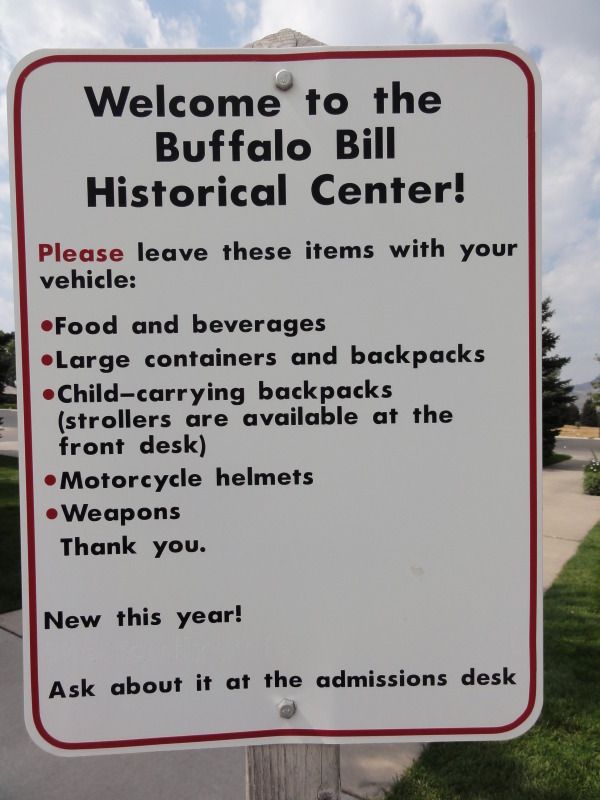 Welcome to the
Buffalo Bill
Historical Center!
Please leave these items with your
vehicle:
•Food and beverages
•Large containers and backpacks
•Child–carrying backpacks
(strollers are available at the
front desk)
•Motorcycle helmets
•Weapons
Thank you.
New this year!
Ask about it at the admissions desk